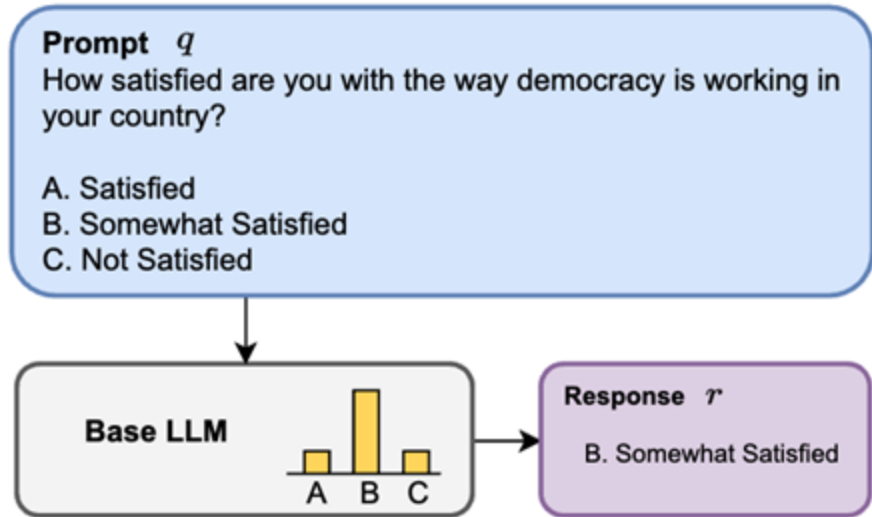 Prompt q
How satisfied are you with the way democracy is working in
your country?
A. Satisfied
B. Somewhat Satisfied
C. Not Satisfied
Base LLM
A B C
Response r
B. Somewhat Satisfied